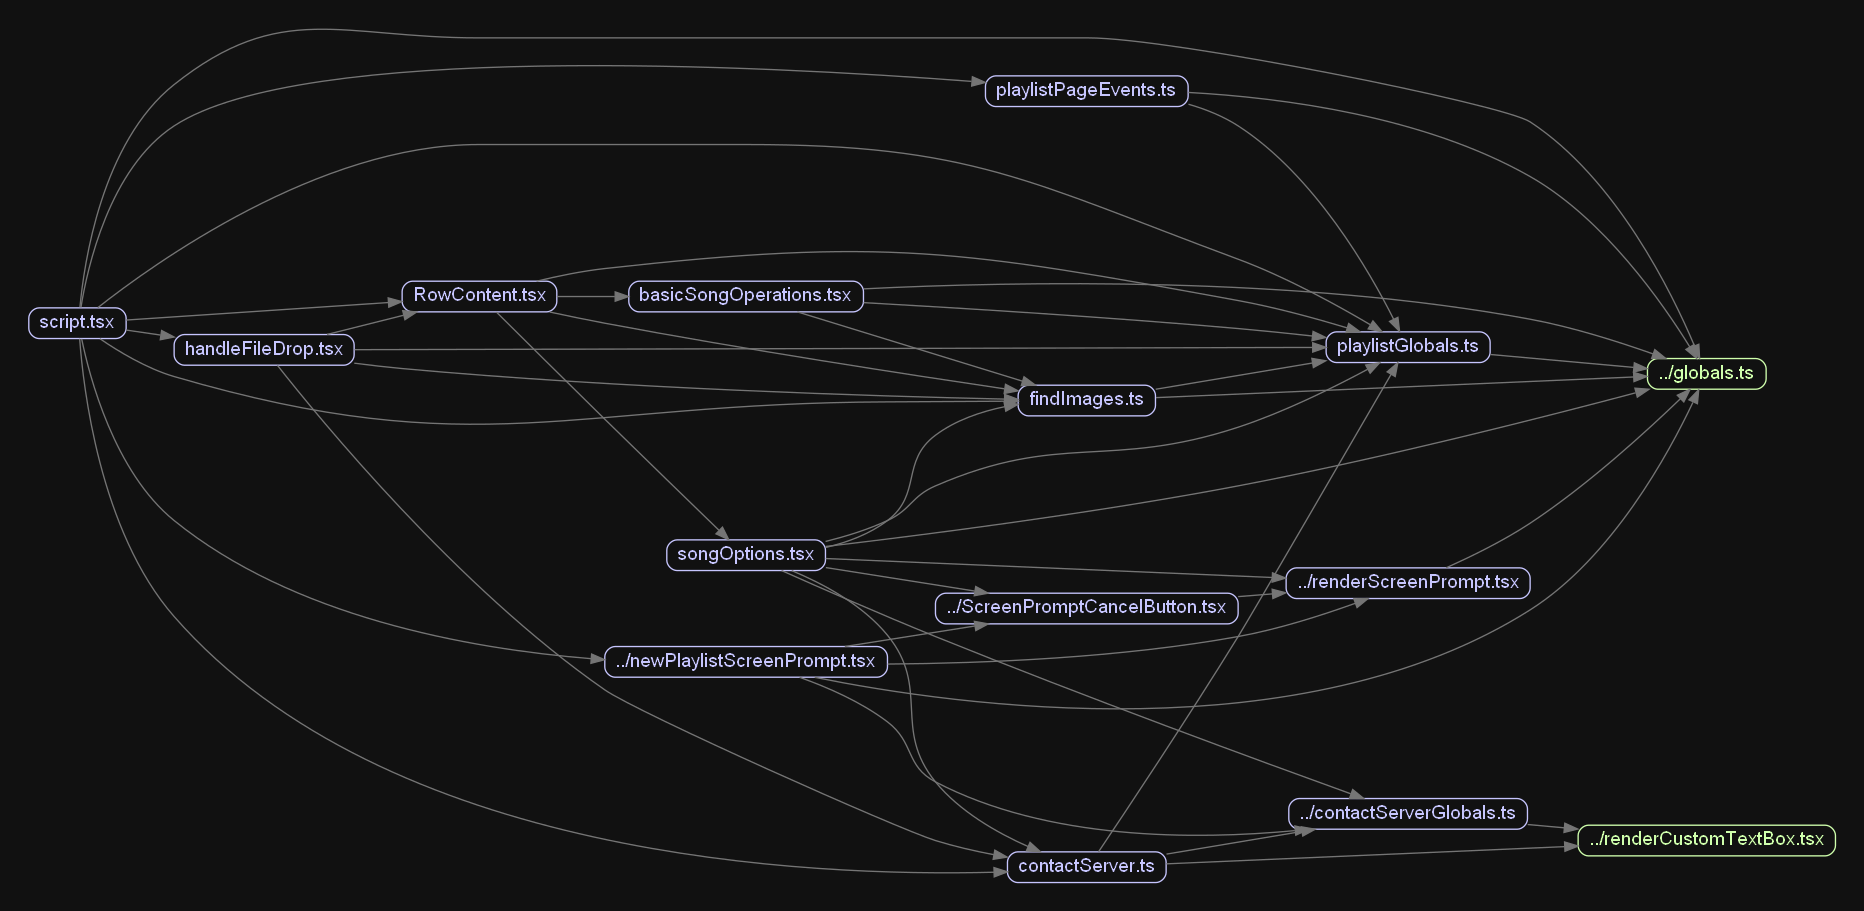 playlistPageEvents.ts
RowContent.tsx
basicSongOperations.tsx
script.tsx
handleFileDrop.tsx
playlistGlobals.ts
../globals.ts
findImages.ts
songOptions.tsx
../renderScreenPrompt.tsx
../ScreenPromptCancelButton.tsx
../newPlaylistScreenPrompt.tsx
../contactServerGlobals.ts
../renderCustomTextBox.tsx
contactServer.ts